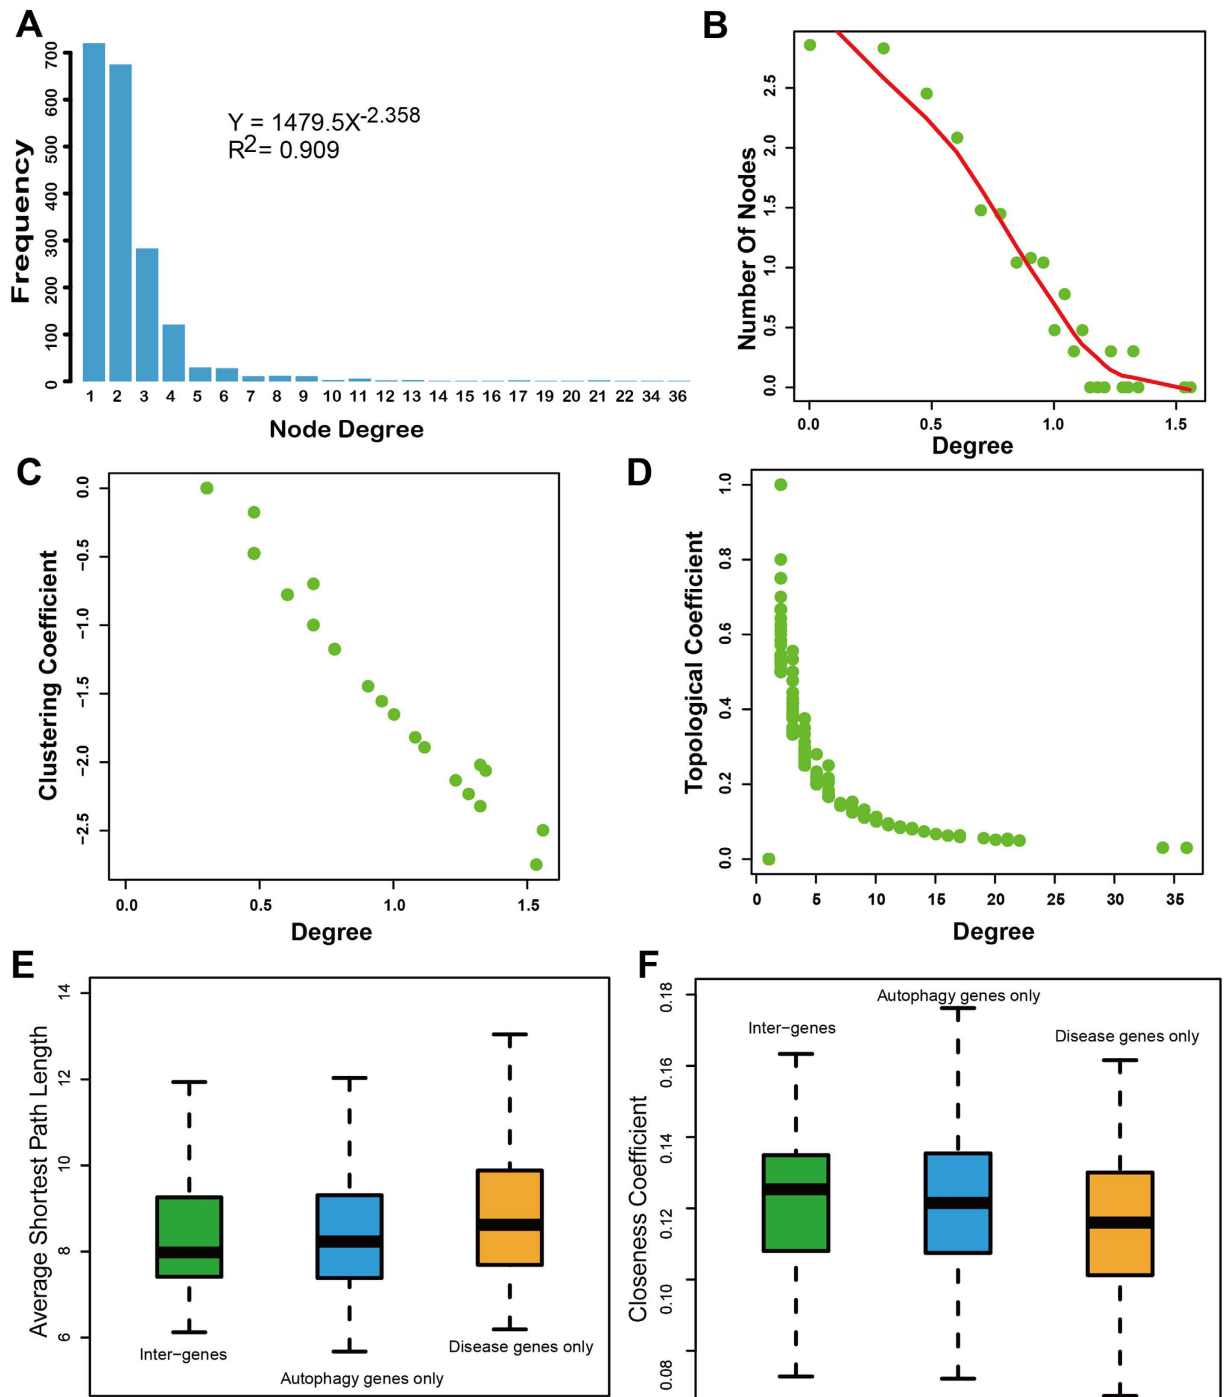 A
Frequency
700
600
500
400
300
200
100
0
Y = 1479.5X-2.358
R2= 0.909
1 2 3 4 5 6 7 8 9 10 11 12 13 14 15 16 17 19 20 21 22 34 36
Node Degree
B
Number Of Nodes
2.5
2.0
1.5
1.0
0.5
0.0
0.0 0.5 1.0 1.5
Degree
C
Clustering Coefficient
0.0
−0.5
−1.0
−1.5
−2.0
−2.5
0.0 0.5 1.0 1.5
Degree
D
Topological Coefficient
1.0
0.8
0.6
0.4
0.2
0.0
0 5 10 15 20 25 30 35
Degree
E
Average Shortest Path Length
14
12
10
8
6
Inter−genes
Autophagy genes only
Disease genes only
F
Closeness Coefficient
0.18
0.16
0.14
0.12
0.10
0.08
Autophagy genes only
Inter−genes
Disease genes only